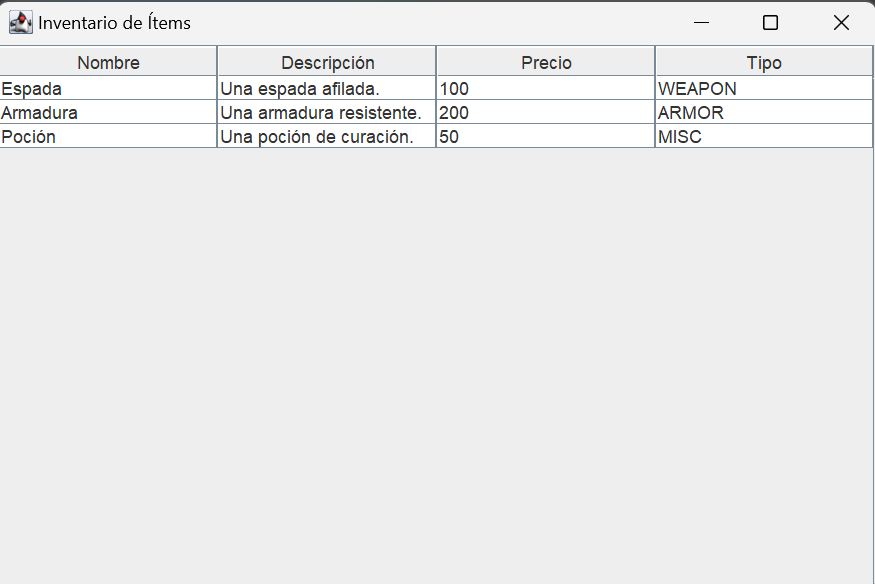 Inventario de Ítems
Nombre Descripción Precio Tipo
Espada Una espada afilada. 100 WEAPON
Armadura Una armadura resistente. 200 ARMOR
Poción Una poción de curación. 50 MISC